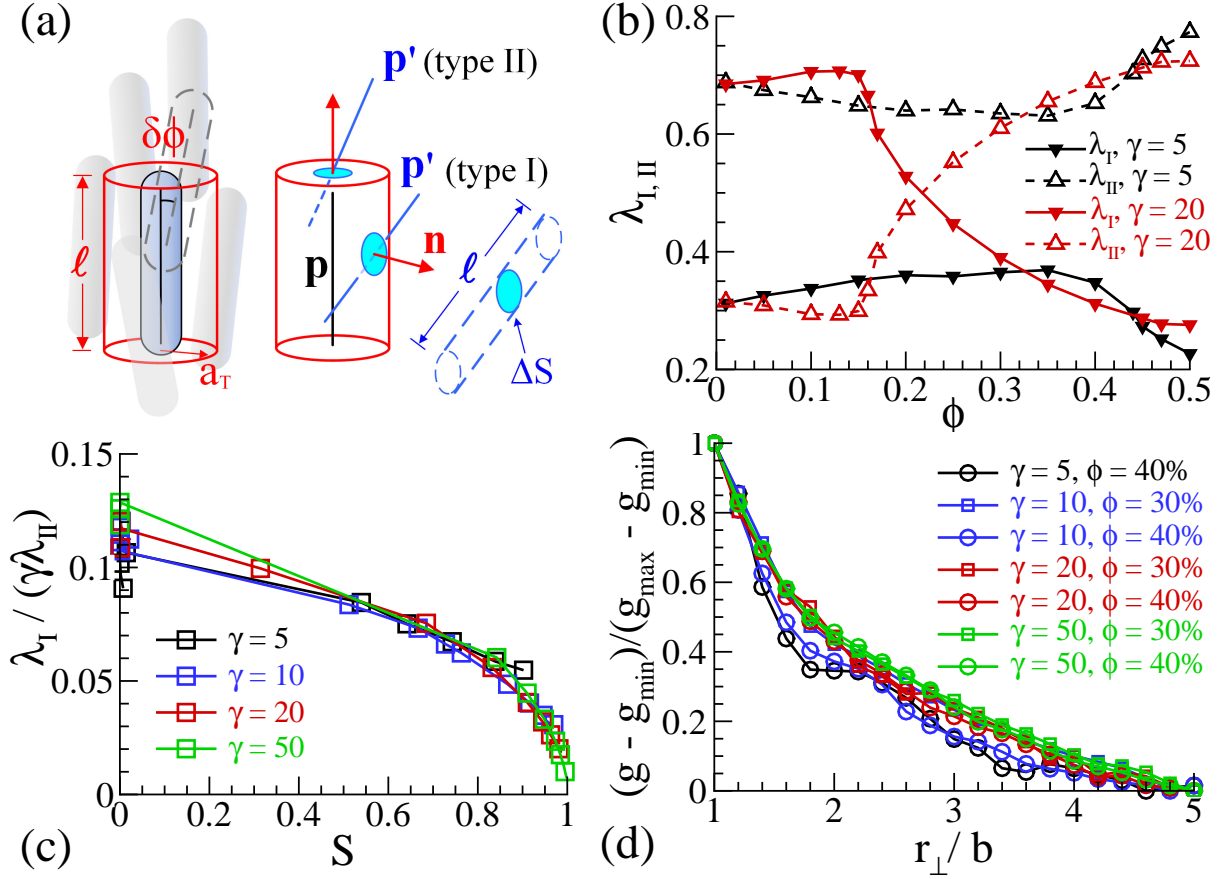 (a)
p' (type II)
δϕ
p'
(type I)
n
p
ℓ
ℓ
a_T
ΔS
(b)
0.8
0.6
0.4
0.2
λ_I, II
0
0.1
0.2
0.3
0.4
0.5
ϕ
λ_I, γ = 5
λ_II, γ = 5
λ_I, γ = 20
λ_II, γ = 20
0.15
0.1
0.05
0
λ_I / (γλ_II)
γ = 5
γ = 10
γ = 20
γ = 50
0
0.2
0.4
0.6
0.8
1
(c)
S
1
0.8
0.6
0.4
0.2
0
(g - g_min)/(g_max - g_min)
γ = 5, ϕ = 40%
γ = 10, ϕ = 30%
γ = 10, ϕ = 40%
γ = 20, ϕ = 30%
γ = 20, ϕ = 40%
γ = 50, ϕ = 30%
γ = 50, ϕ = 40%
1
2
3
4
5
(d)
r_⊥/ b